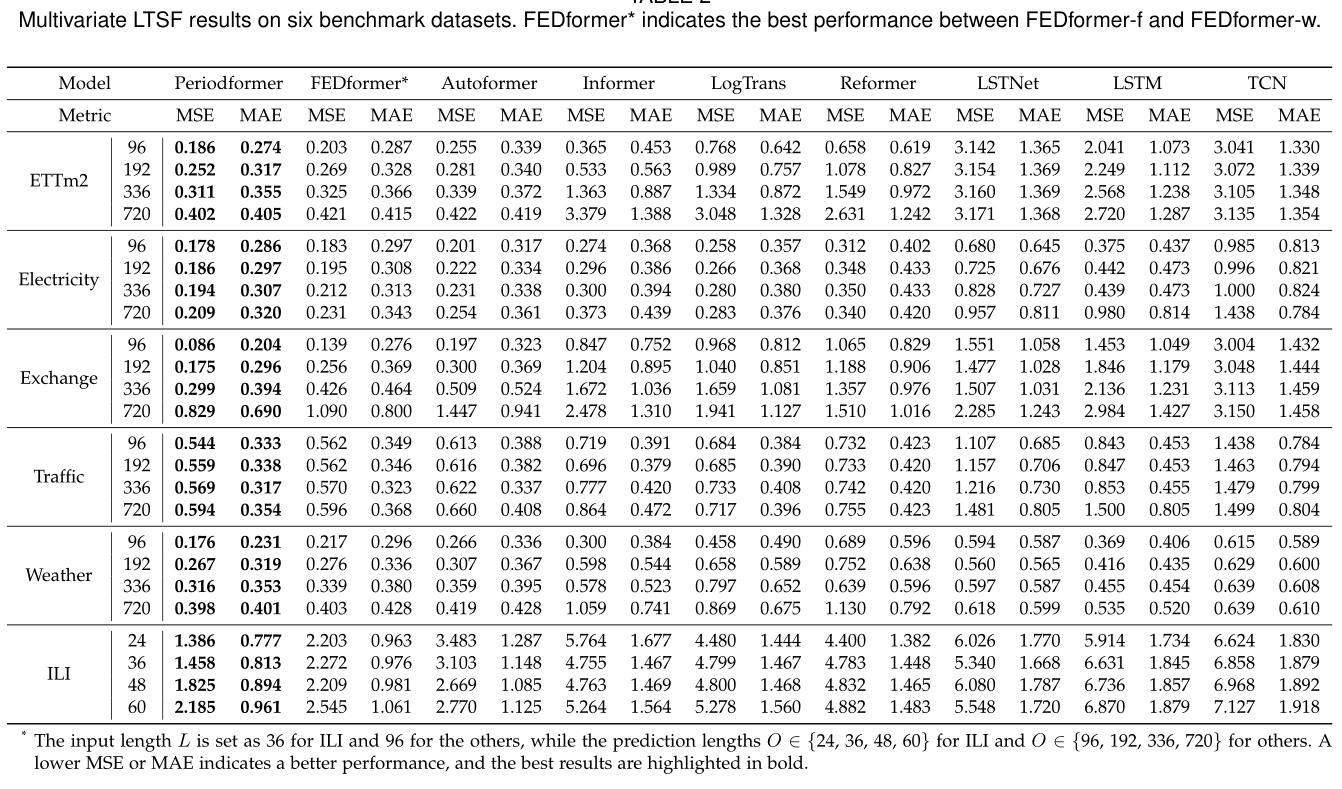 TABLE 2
Multivariate LTSF results on six benchmark datasets. FEDformer* indicates the best performance between FEDformer-f and FEDformer-w.
Model Periodformer FEDformer* Autoformer Informer LogTrans Reformer LSTNet LSTM TCN
Metric MSE MAE MSE MAE MSE MAE MSE MAE MSE MAE MSE MAE MSE MAE MSE MAE MSE MAE
ETTm2
96 0.186 0.274 0.203 0.287 0.255 0.339 0.365 0.453 0.768 0.642 0.658 0.619 3.142 1.365 2.041 1.073 3.041 1.330
192 0.252 0.317 0.269 0.328 0.281 0.340 0.533 0.563 0.989 0.757 1.078 0.827 3.154 1.369 2.249 1.112 3.072 1.339
336 0.311 0.355 0.325 0.366 0.339 0.372 1.363 0.887 1.334 0.872 1.549 0.972 3.160 1.369 2.568 1.238 3.105 1.348
720 0.402 0.405 0.421 0.415 0.422 0.419 3.379 1.388 3.048 1.328 2.631 1.242 3.171 1.368 2.720 1.287 3.135 1.354
Electricity
96 0.178 0.286 0.183 0.297 0.201 0.317 0.274 0.368 0.258 0.357 0.312 0.402 0.680 0.645 0.375 0.437 0.985 0.813
192 0.186 0.297 0.195 0.308 0.222 0.334 0.296 0.386 0.266 0.368 0.348 0.433 0.725 0.676 0.442 0.473 0.996 0.821
336 0.194 0.307 0.212 0.313 0.231 0.338 0.300 0.394 0.280 0.380 0.350 0.433 0.828 0.727 0.439 0.473 1.000 0.824
720 0.209 0.320 0.231 0.343 0.254 0.361 0.373 0.439 0.283 0.376 0.340 0.420 0.957 0.811 0.980 0.814 1.438 0.784
Exchange
96 0.086 0.204 0.139 0.276 0.197 0.323 0.847 0.752 0.968 0.812 1.065 0.829 1.551 1.058 1.453 1.049 3.004 1.432
192 0.175 0.296 0.256 0.369 0.300 0.369 1.204 0.895 1.040 0.851 1.188 0.906 1.477 1.028 1.846 1.179 3.048 1.444
336 0.299 0.394 0.426 0.464 0.509 0.524 1.672 1.036 1.659 1.081 1.357 0.976 1.507 1.031 2.136 1.231 3.113 1.459
720 0.829 0.690 1.090 0.800 1.447 0.941 2.478 1.310 1.941 1.127 1.510 1.016 2.285 1.243 2.984 1.427 3.150 1.458
Traffic
96 0.544 0.333 0.562 0.349 0.613 0.388 0.719 0.391 0.684 0.384 0.732 0.423 1.107 0.685 0.843 0.453 1.438 0.784
192 0.559 0.338 0.562 0.346 0.616 0.382 0.696 0.379 0.685 0.390 0.733 0.420 1.157 0.706 0.847 0.453 1.463 0.794
336 0.569 0.317 0.570 0.323 0.622 0.337 0.777 0.420 0.733 0.408 0.742 0.420 1.216 0.730 0.853 0.455 1.479 0.799
720 0.594 0.354 0.596 0.368 0.660 0.408 0.864 0.472 0.717 0.396 0.755 0.423 1.481 0.805 1.500 0.805 1.499 0.804
Weather
96 0.176 0.231 0.217 0.296 0.266 0.336 0.300 0.384 0.458 0.490 0.689 0.596 0.594 0.587 0.369 0.406 0.615 0.589
192 0.267 0.319 0.276 0.336 0.307 0.367 0.598 0.544 0.658 0.589 0.752 0.638 0.560 0.565 0.416 0.435 0.629 0.600
336 0.316 0.353 0.339 0.380 0.359 0.395 0.578 0.523 0.797 0.652 0.639 0.596 0.597 0.587 0.455 0.454 0.639 0.608
720 0.398 0.401 0.403 0.428 0.419 0.428 1.059 0.741 0.869 0.675 1.130 0.792 0.618 0.599 0.535 0.520 0.639 0.610
ILI
24 1.386 0.777 2.203 0.963 3.483 1.287 5.764 1.677 4.480 1.444 4.400 1.382 6.026 1.770 5.914 1.734 6.624 1.830
36 1.458 0.813 2.272 0.976 3.103 1.148 4.755 1.467 4.799 1.467 4.783 1.448 5.340 1.668 6.631 1.845 6.858 1.879
48 1.825 0.894 2.209 0.981 2.669 1.085 4.763 1.469 4.800 1.468 4.832 1.465 6.080 1.787 6.736 1.857 6.968 1.892
60 2.185 0.961 2.545 1.061 2.770 1.125 5.264 1.564 5.278 1.560 4.882 1.483 5.548 1.720 6.870 1.879 7.127 1.918
* The input length L is set as 36 for ILI and 96 for the others, while the prediction lengths O ∈ {24, 36, 48, 60} for ILI and O ∈ {96, 192, 336, 720} for others. A
lower MSE or MAE indicates a better performance, and the best results are highlighted in bold.